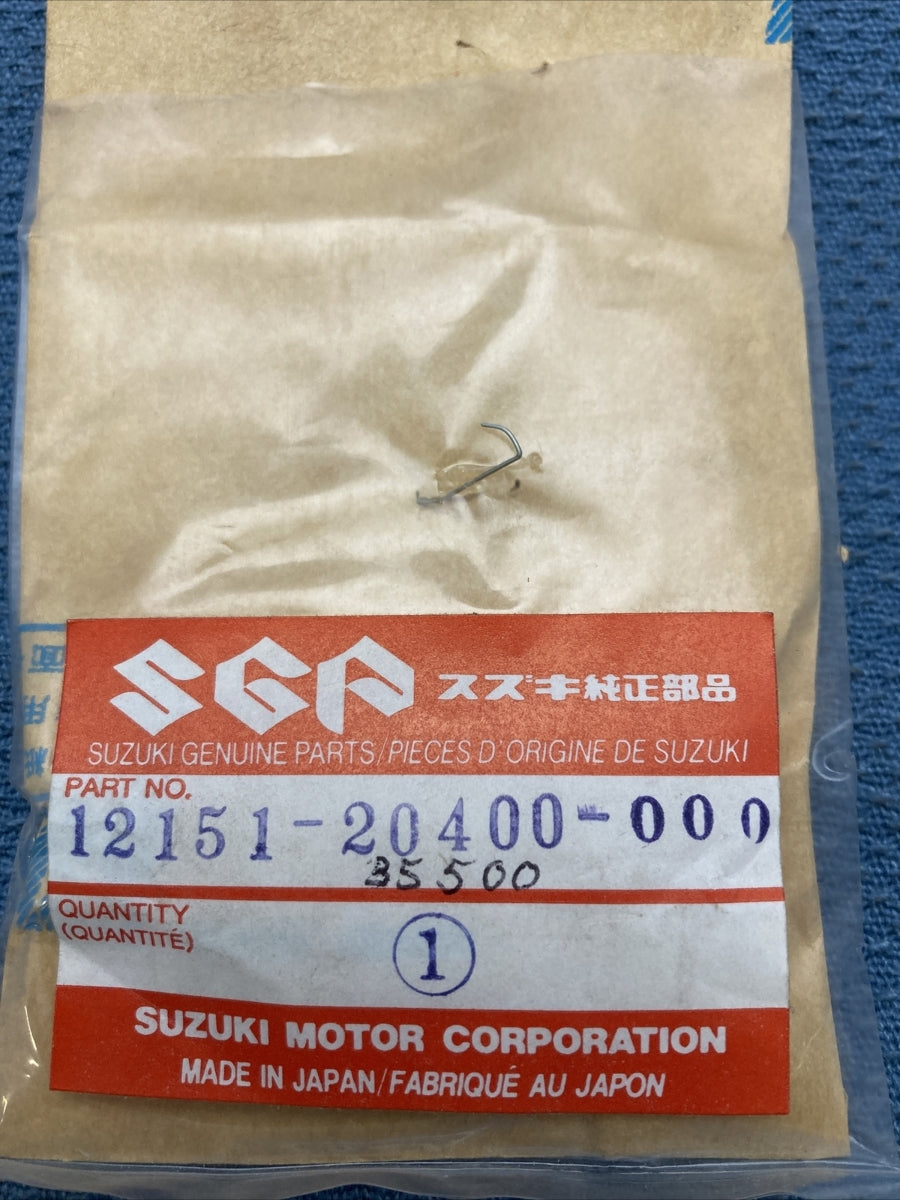 SGP スズキ純正部品
SUZUKI GENUINE PARTS/PIECES D'ORIGINE DE SUZUKI
PART NO.
12151-20400-000
35500
QUANTITY
(QUANTITÉ)
1
SUZUKI MOTOR CORPORATION
MADE IN JAPAN/FABRIQUÉ AU JAPON